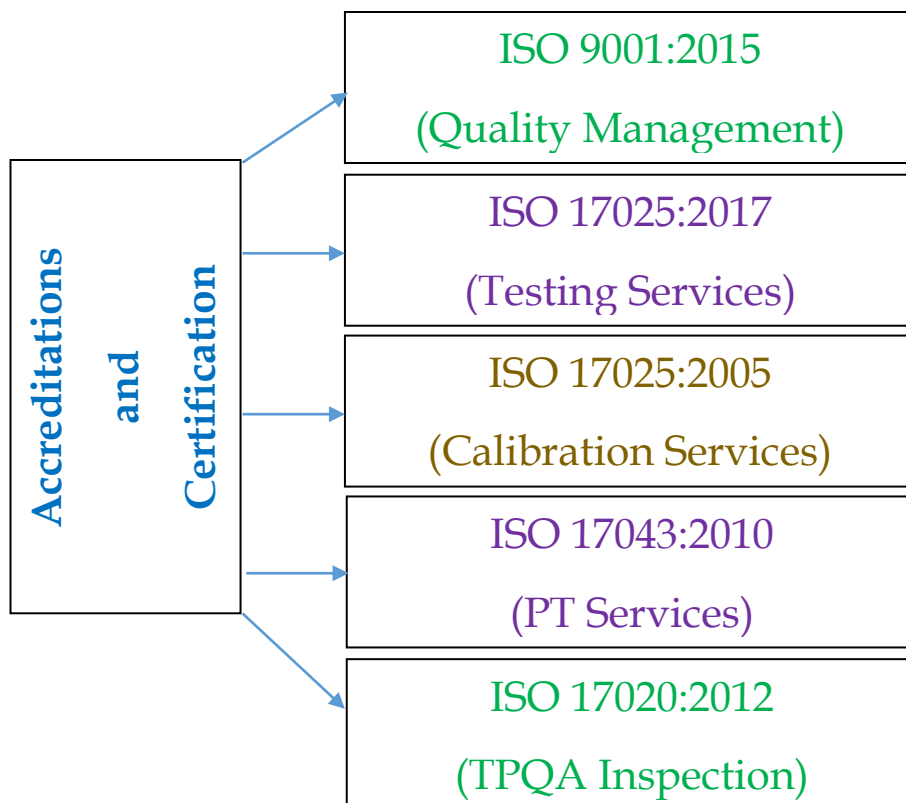 Accreditations
and
Certification
ISO 9001:2015
(Quality Management)
ISO 17025:2017
(Testing Services)
ISO 17025:2005
(Calibration Services)
ISO 17043:2010
(PT Services)
ISO 17020:2012
(TPQA Inspection)